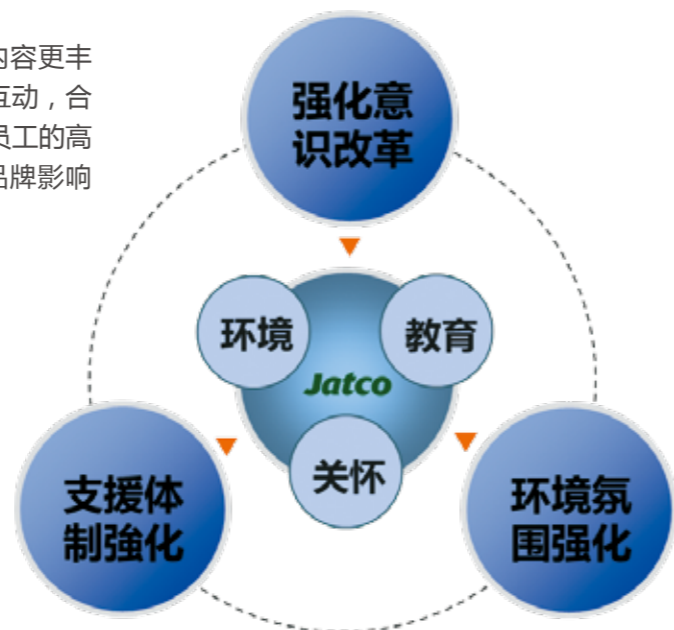 内容更丰
互动，合
员工的高
品牌影响
强化意
识改革
环境
教育
Jatco
关怀
支援体
制強化
环境氛
围强化